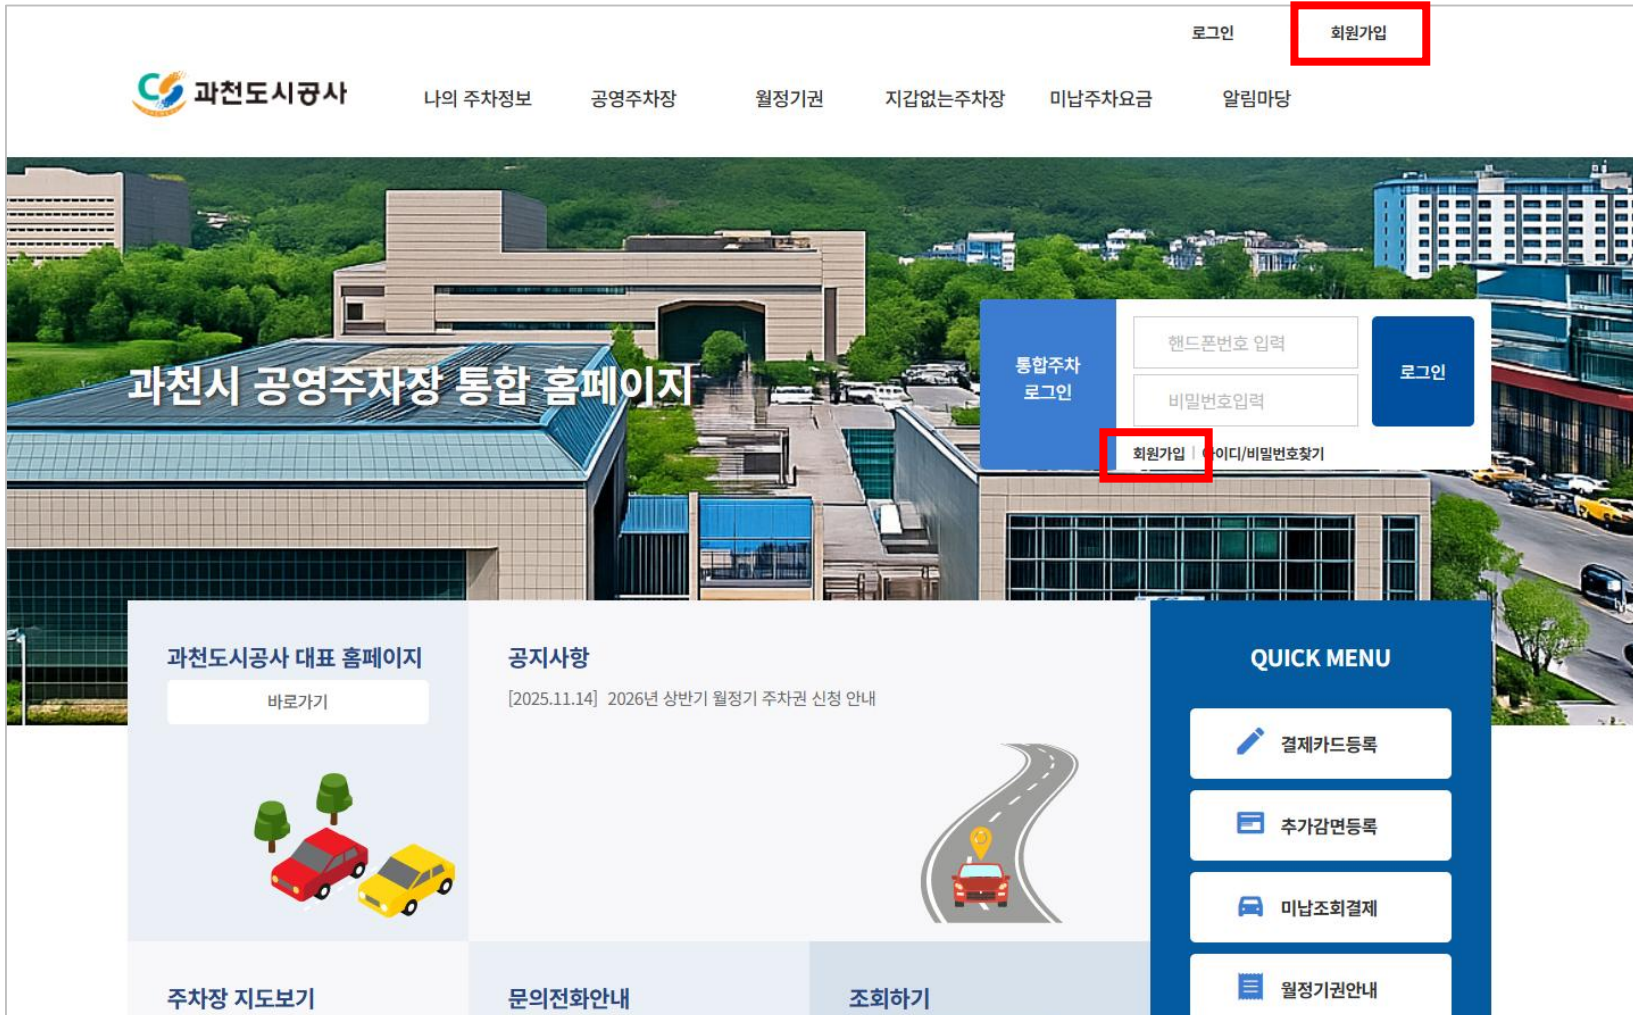 로그인 회원가입
과천도시공사
나의 주차정보 공영주차장 월정기권 지갑없는주차장 미납주차요금 알림마당
과천시 공영주차장 통합 홈페이지
통합주차
로그인
핸드폰번호 입력
비밀번호입력
로그인
회원가입 | 아이디/비밀번호찾기
과천도시공사 대표 홈페이지
바로가기
공지사항
[2025.11.14] 2026년 상반기 월정기 주차권 신청 안내
QUICK MENU
결제카드등록
추가감면등록
미납조회결제
월정기권안내
주차장 지도보기
문의전화안내
조회하기